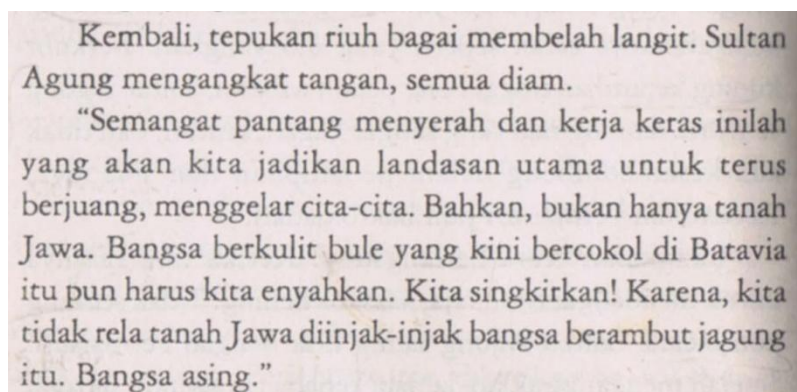 Kembali, tepukan riuh bagai membelah langit. Sultan
Agung mengangkat tangan, semua diam.
“Semangat pantang menyerah dan kerja keras inilah
yang akan kita jadikan landasan utama untuk terus
berjuang, menggelar cita-cita. Bahkan, bukan hanya tanah
Jawa. Bangsa berkulit bule yang kini bercokol di Batavia
itu pun harus kita enyahkan. Kita singkirkan! Karena, kita
tidak rela tanah Jawa diinjak-injak bangsa berambut jagung
itu. Bangsa asing.”